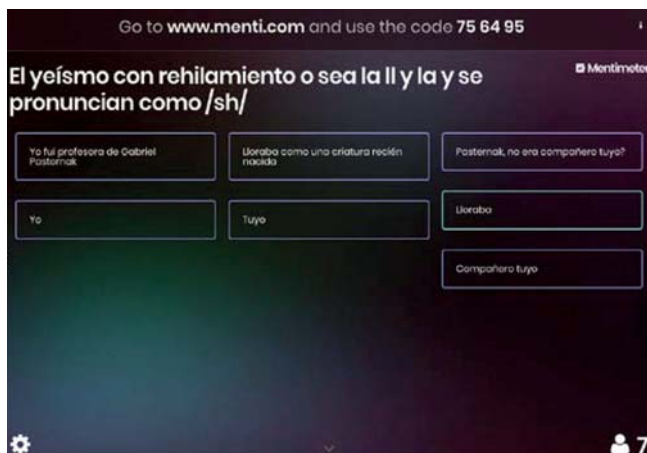 Go to www.menti.com and use the code 75 64 95
Mentimeter
El yeísmo con rehilamiento o sea la ll y la y se
pronuncian como /sh/
Yo fui profesora de Gabriel
Pasternak
Lloraba como una criatura recién
nacida
Pasternak, no era compañero tuyo?
Yo
Tuyo
Lloraba
Compañero tuyo
7